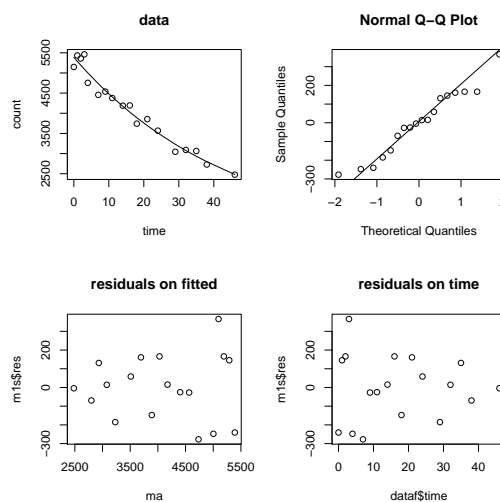 data
5500
4500
3500
2500
count
0 10 20 30 40
time
Normal Q−Q Plot
200
0
−300
Sample Quantiles
−2 −1 0 1 2
Theoretical Quantiles
residuals on fitted
200
0
−300
m1s$res
2500 3500 4500 5500
ma
residuals on time
200
0
−300
m1s$res
0 10 20 30 40
dataf$time